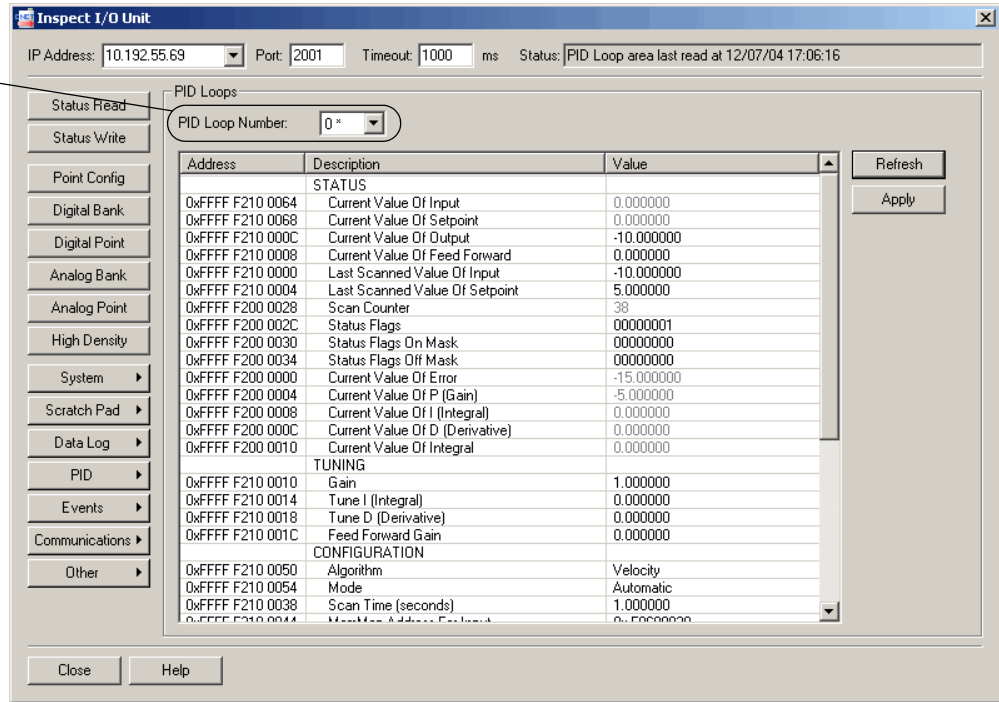 Inspect I/O Unit
IP Address: 10.192.55.69 Port: 2001 Timeout: 1000 ms Status: PID Loop area last read at 12/07/04 17:06:16
Status Read
Status Write
Point Config
Digital Bank
Digital Point
Analog Bank
Analog Point
High Density
System
Scratch Pad
Data Log
PID
Events
Communications
Other
PID Loops
PID Loop Number: 0 *
Address Description Value
STATUS
0xFFFF F210 0064 Current Value Of Input 0.000000
0xFFFF F210 0068 Current Value Of Setpoint 0.000000
0xFFFF F210 000C Current Value Of Output -10.000000
0xFFFF F210 0008 Current Value Of Feed Forward 0.000000
0xFFFF F210 0000 Last Scanned Value Of Input -10.000000
0xFFFF F210 0004 Last Scanned Value Of Setpoint 5.000000
0xFFFF F200 0028 Scan Counter 38
0xFFFF F200 002C Status Flags 00000001
0xFFFF F200 0030 Status Flags On Mask 00000000
0xFFFF F200 0034 Status Flags Off Mask 00000000
0xFFFF F200 0000 Current Value Of Error -15.000000
0xFFFF F200 0004 Current Value Of P (Gain) -5.000000
0xFFFF F200 0008 Current Value Of I (Integral) 0.000000
0xFFFF F200 000C Current Value Of D (Derivative) 0.000000
0xFFFF F200 0010 Current Value Of Integral 0.000000
TUNING
0xFFFF F210 0010 Gain 1.000000
0xFFFF F210 0014 Tune I (Integral) 0.000000
0xFFFF F210 0018 Tune D (Derivative) 0.000000
0xFFFF F210 001C Feed Forward Gain 0.000000
CONFIGURATION
0xFFFF F210 0050 Algorithm Velocity
0xFFFF F210 0054 Mode Automatic
0xFFFF F210 0038 Scan Time (seconds) 1.000000
Refresh
Apply
Close
Help